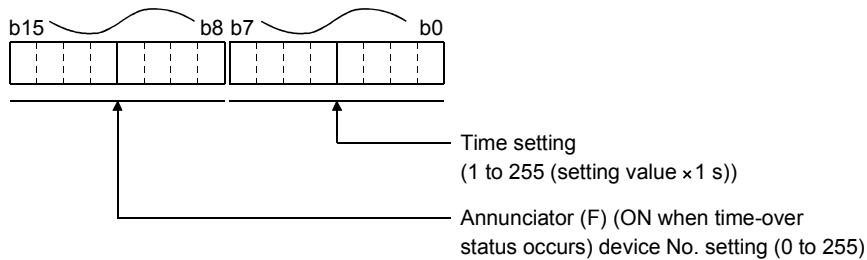 b15 b8 b7 b0
Time setting
(1 to 255 (setting value ×1 s))
Annunciator (F) (ON when time-over
status occurs) device No. setting (0 to 255)